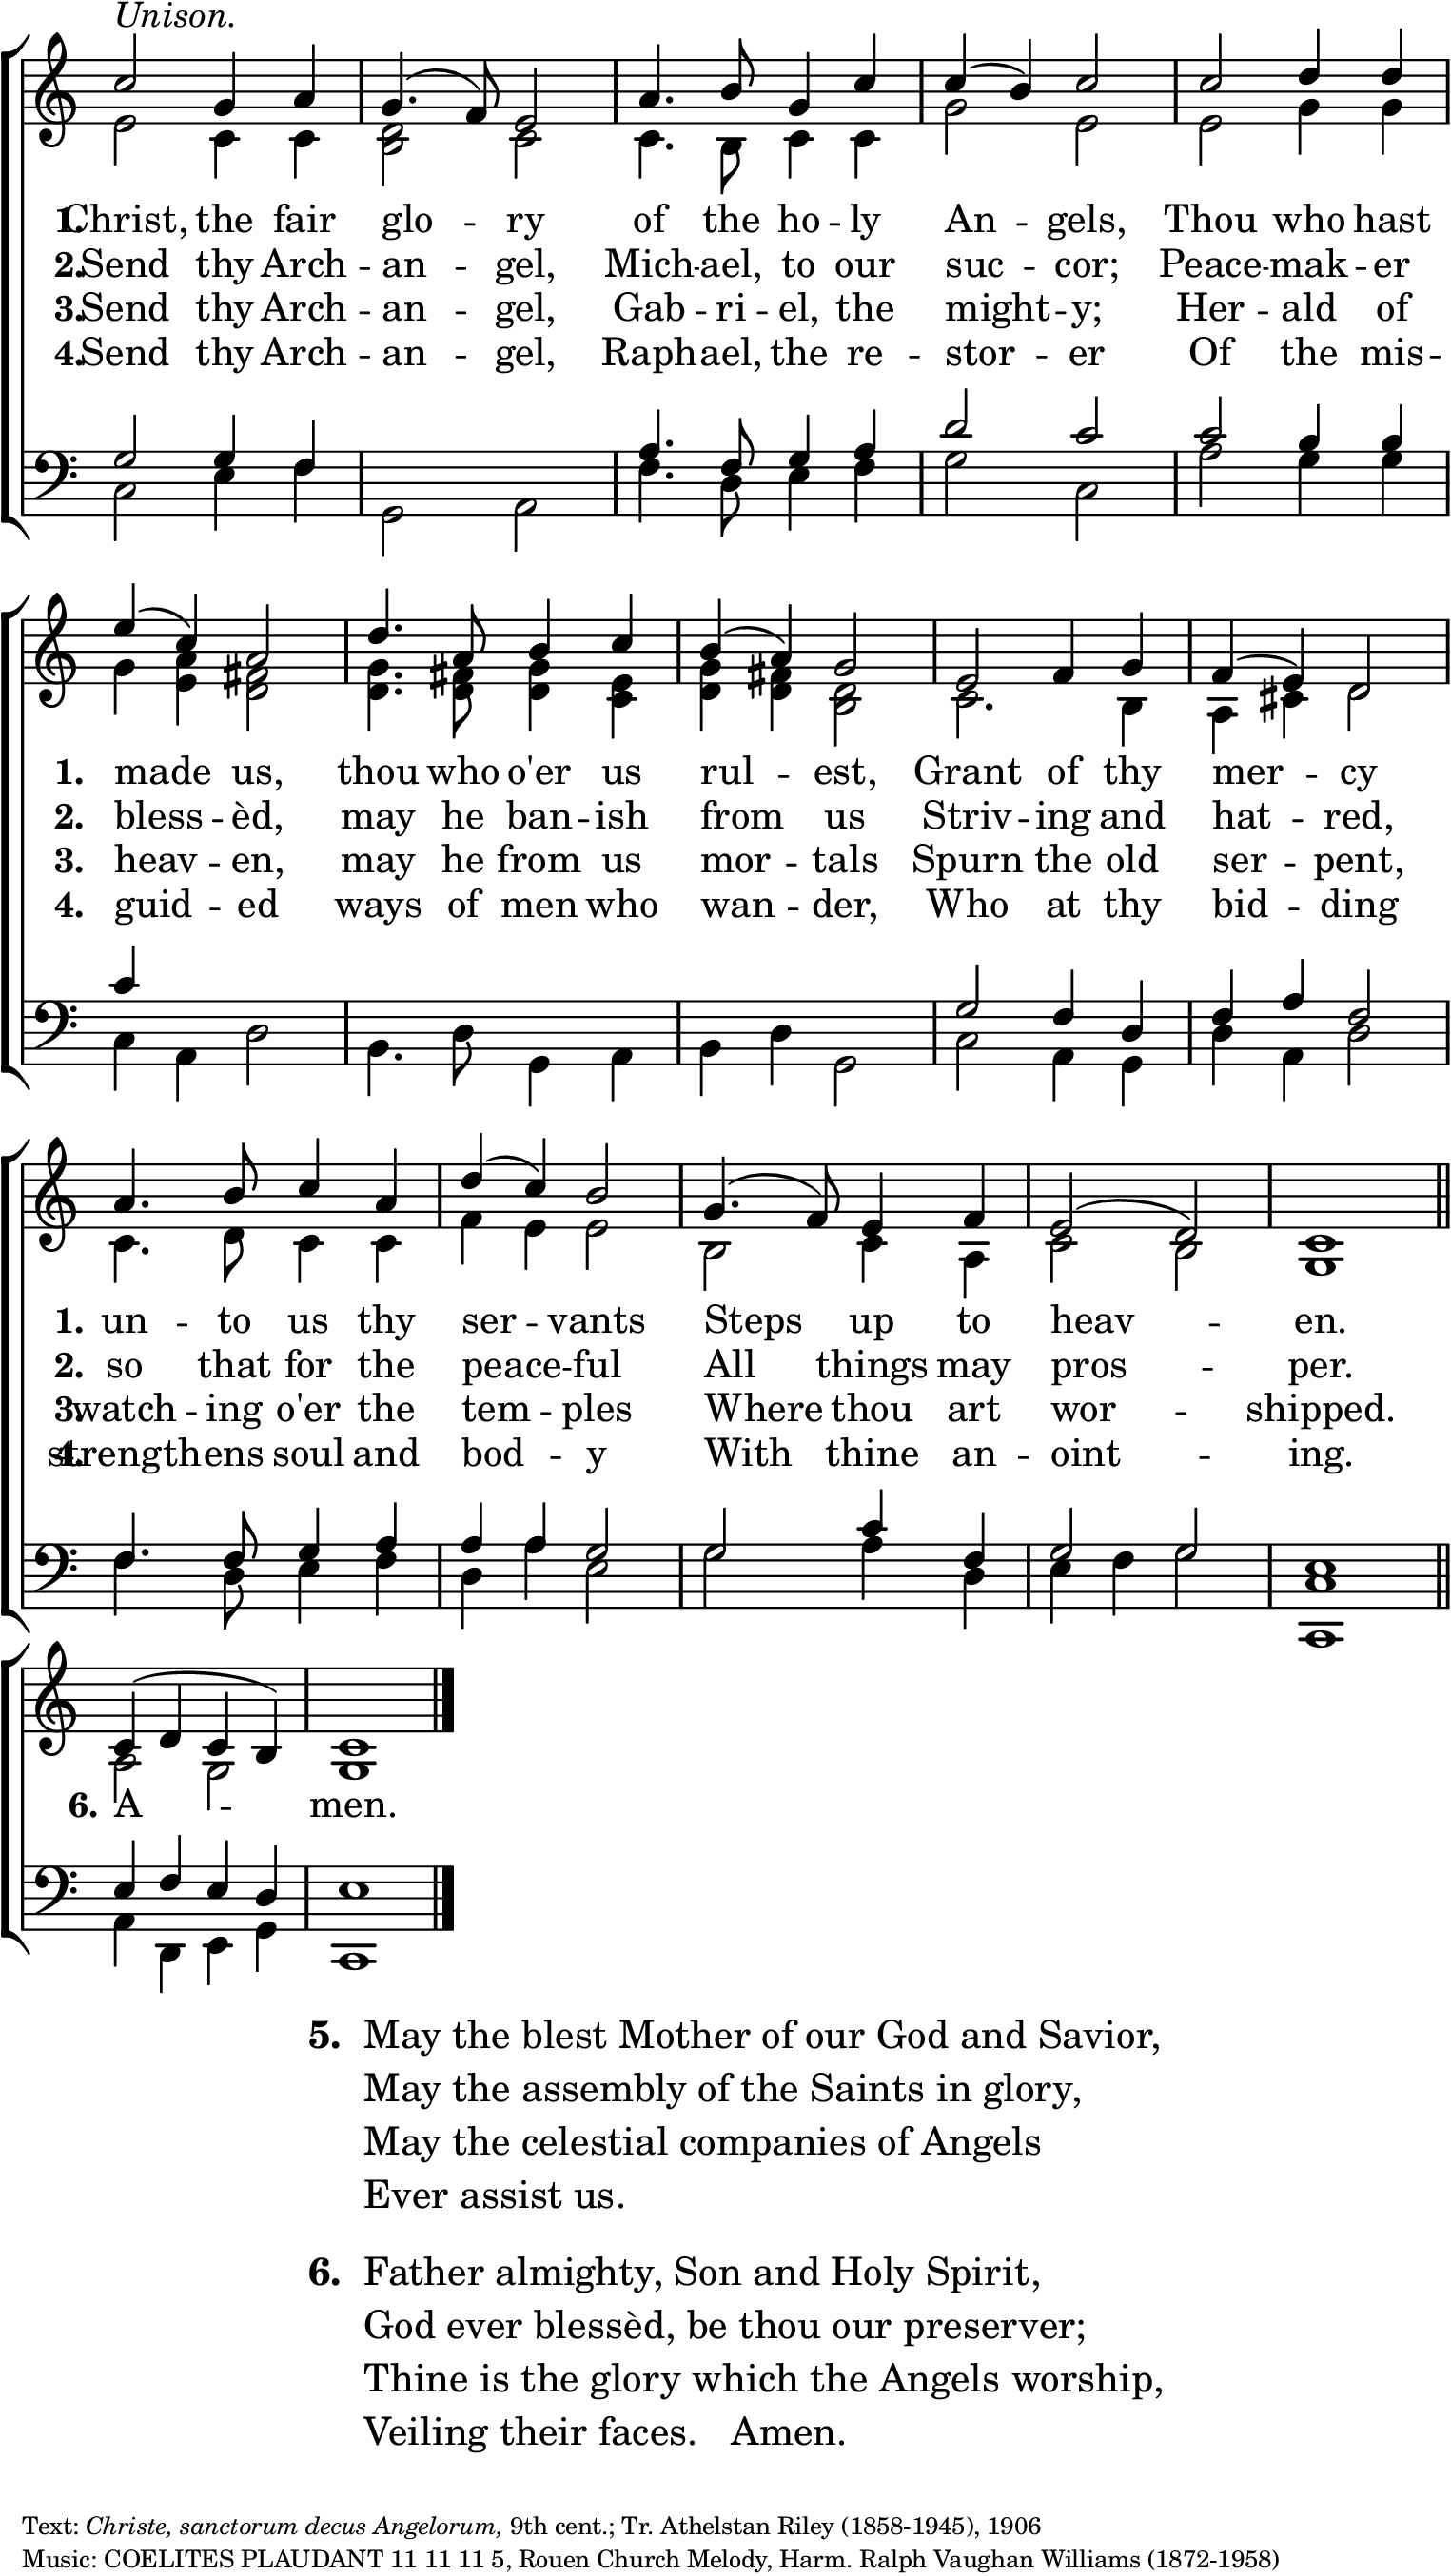 Unison.
1. Christ, the fair glo -- ry of the ho -- ly An -- gels, Thou who hast
2. Send thy Arch -- an -- gel, Mich -- ael, to our suc -- cor; Peace -- mak -- er
3. Send thy Arch -- an -- gel, Gab -- ri -- el, the might -- y; Her -- ald of
4. Send thy Arch -- an -- gel, Raphael, the re -- stor -- er Of the mis --
1. made us, thou who o'er us rul -- est, Grant of thy mer -- cy
2. bless -- èd, may he ban -- ish from us Striv -- ing and hat -- red,
3. heav -- en, may he from us mor -- tals Spurn the old ser -- pent,
4. guid -- ed ways of men who wan -- der, Who at thy bid -- ding
1. un -- to us thy ser -- vants Steps up to heav -- en.
2. so that for the peace -- ful All things may pros -- per.
3. watch -- ing o'er the tem -- ples Where thou art wor -- shipped.
4. strengthens soul and bod -- y With thine an -- oint -- ing.
6. A -- men.
5. May the blest Mother of our God and Savior,
May the assembly of the Saints in glory,
May the celestial companies of Angels
Ever assist us.
6. Father almighty, Son and Holy Spirit,
God ever blessèd, be thou our preserver;
Thine is the glory which the Angels worship,
Veiling their faces. Amen.
Text: Christe, sanctorum decus Angelorum, 9th cent.; Tr. Athelstan Riley (1858-1945), 1906
Music: COELITES PLAUDANT 11 11 11 5, Rouen Church Melody, Harm. Ralph Vaughan Williams (1872-1958)